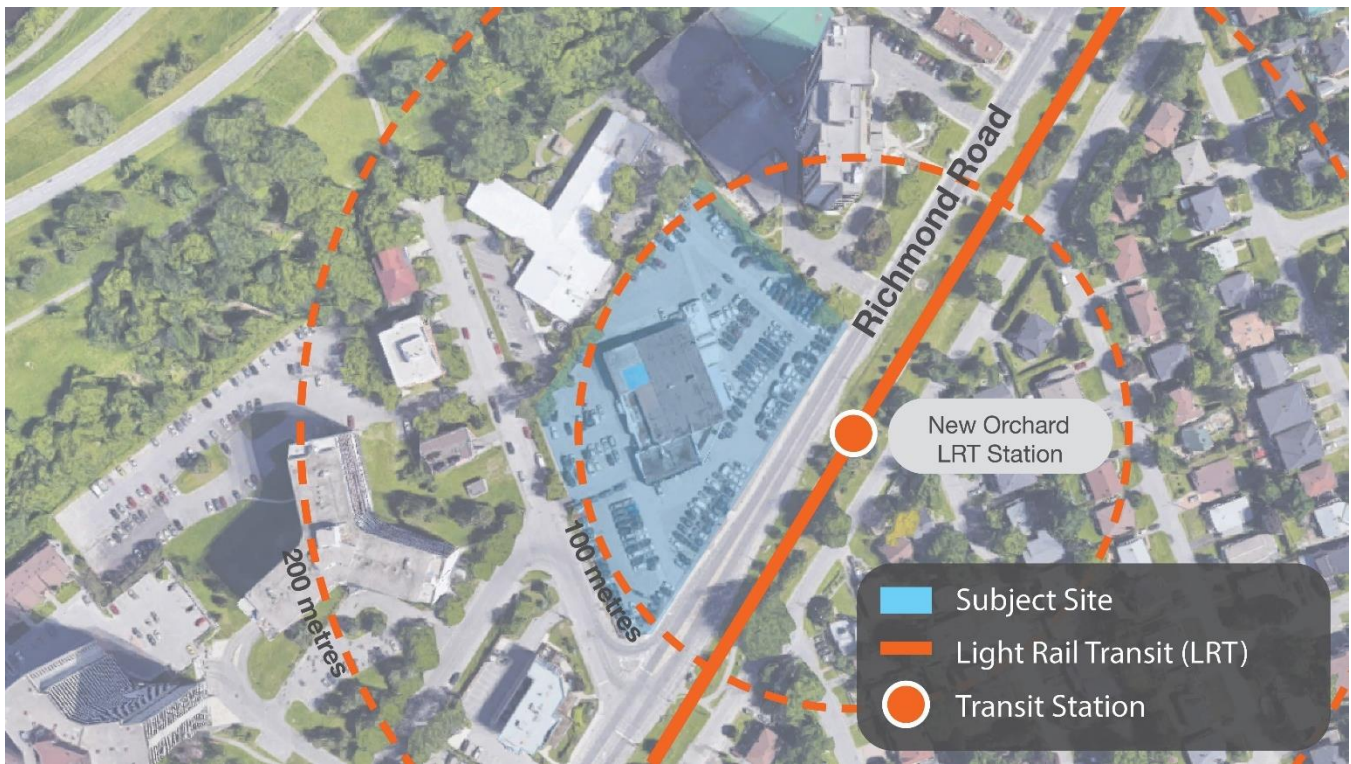 Richmond Road
New Orchard
LRT Station
100 metres
200 metres
Subject Site
Light Rail Transit (LRT)
Transit Station